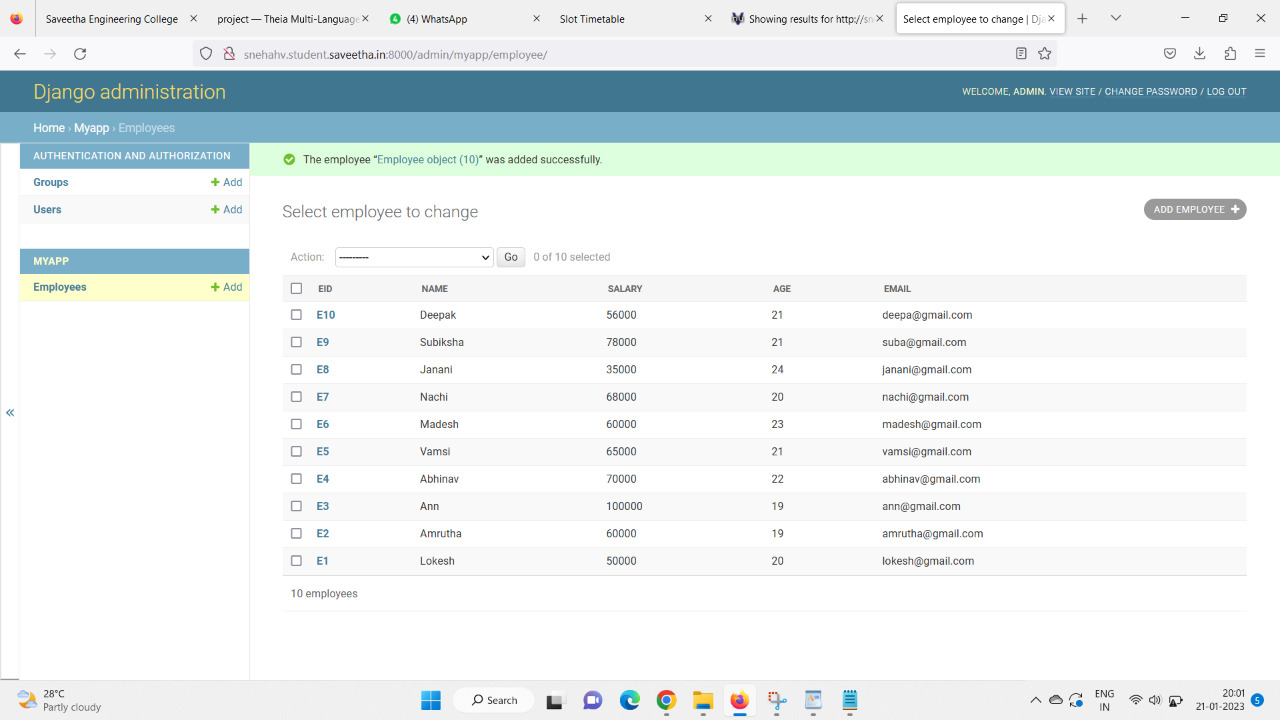 Saveetha Engineering College
project — Theia Multi-Language
(4) WhatsApp
Slot Timetable
Showing results for http://sn
Select employee to change | Dja
snehahv.student.saveetha.in:8000/admin/myapp/employee/
Django administration
WELCOME, ADMIN. VIEW SITE / CHANGE PASSWORD / LOG OUT
Home › Myapp › Employees
AUTHENTICATION AND AUTHORIZATION
Groups + Add
Users + Add
MYAPP
Employees + Add
«
The employee “Employee object (10)” was added successfully.
Select employee to change
ADD EMPLOYEE +
Action: --------- Go 0 of 10 selected
EID NAME SALARY AGE EMAIL
E10 Deepak 56000 21 deepa@gmail.com
E9 Subiksha 78000 21 suba@gmail.com
E8 Janani 35000 24 janani@gmail.com
E7 Nachi 68000 20 nachi@gmail.com
E6 Madesh 60000 23 madesh@gmail.com
E5 Vamsi 65000 21 vamsi@gmail.com
E4 Abhinav 70000 22 abhinav@gmail.com
E3 Ann 100000 19 ann@gmail.com
E2 Amrutha 60000 19 amrutha@gmail.com
E1 Lokesh 50000 20 lokesh@gmail.com
10 employees
28°C
Partly cloudy
Search
ENG
IN
20:01
21-01-2023
5